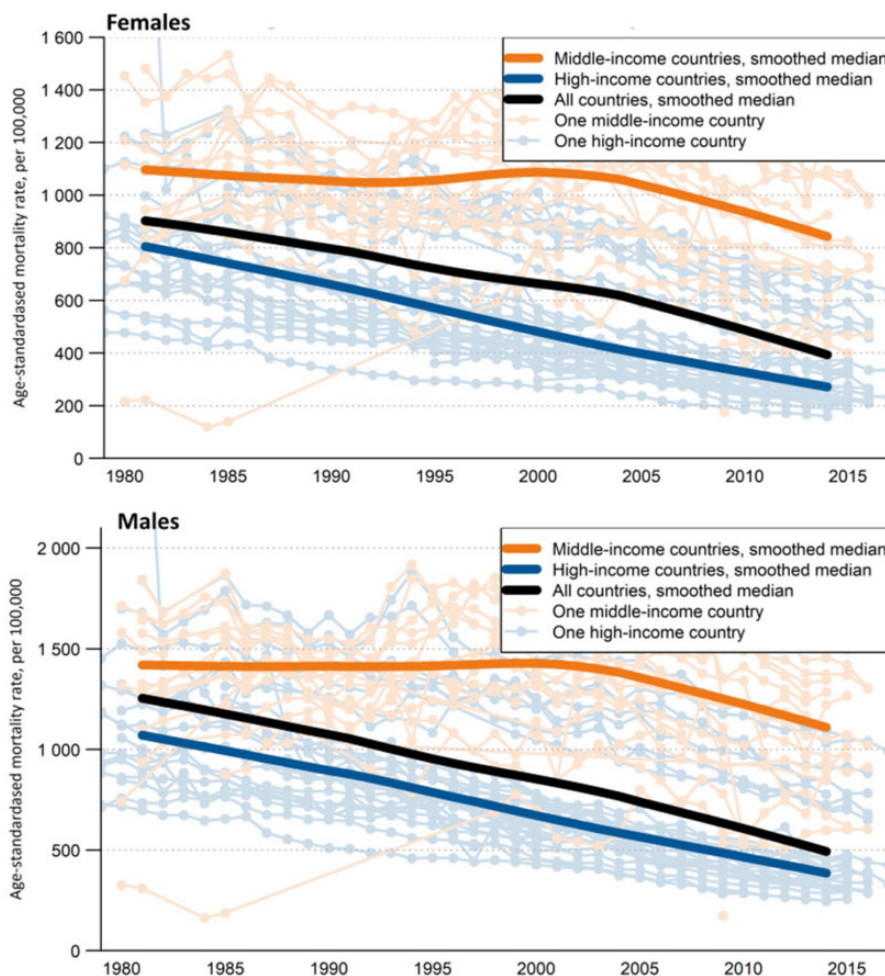 Females
Age-standardased mortality rate, per 100,000
1 600
1 400
1 200
1 000
800
600
400
200
0
Middle-income countries, smoothed median
High-income countries, smoothed median
All countries, smoothed median
One middle-income country
One high-income country
1980 1985 1990 1995 2000 2005 2010 2015
Males
Age-standardased mortality rate, per 100,000
2 000
1 500
1 000
500
0
Middle-income countries, smoothed median
High-income countries, smoothed median
All countries, smoothed median
One middle-income country
One high-income country
1980 1985 1990 1995 2000 2005 2010 2015